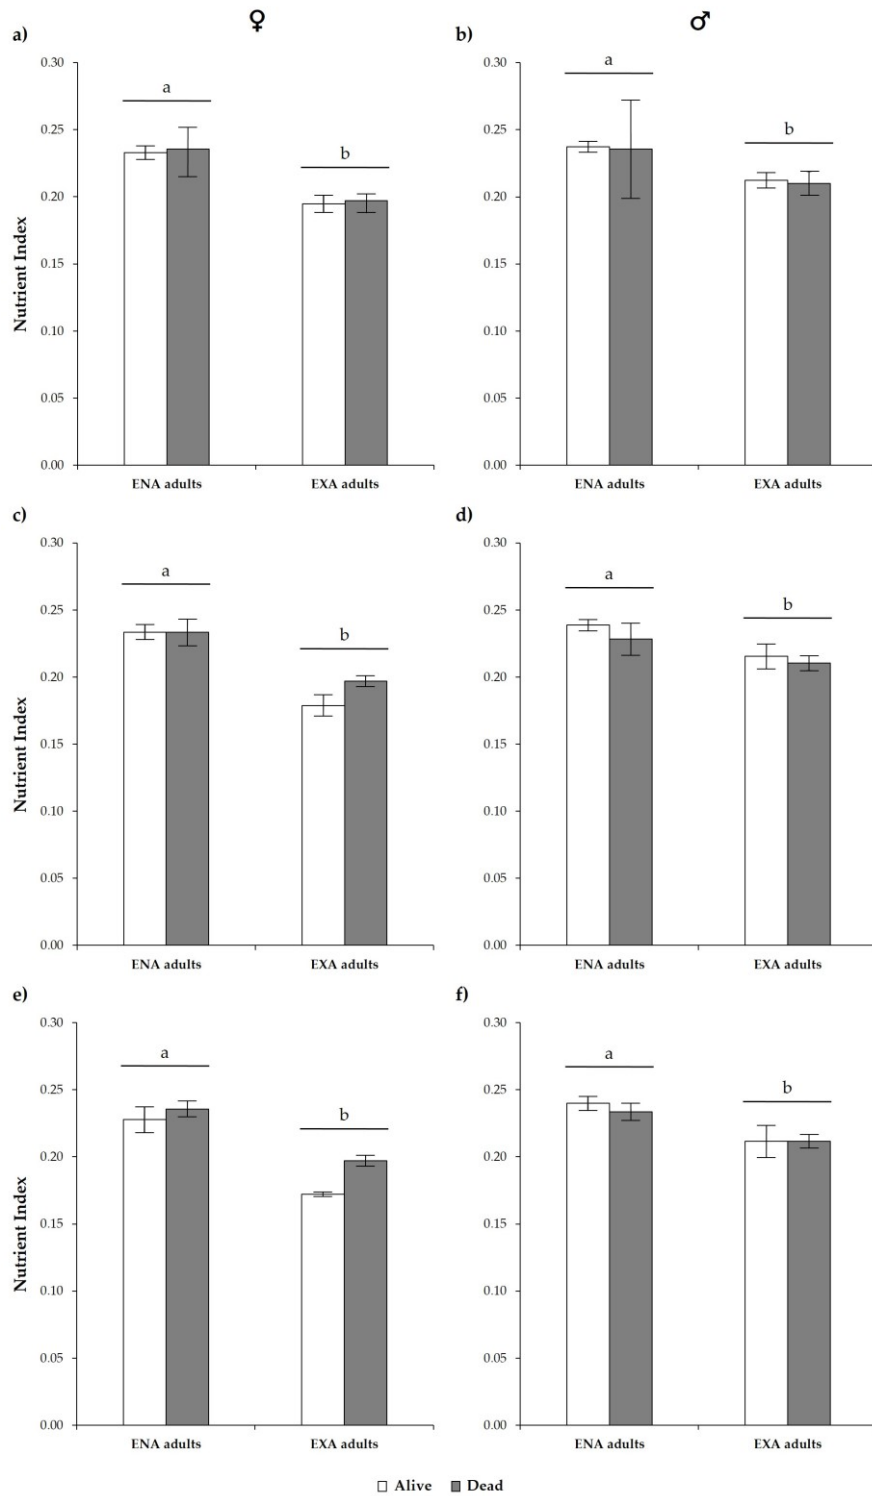 ♀ ♂
a) b)
0.30 0.30
a a
0.25 0.25
b b
0.20 0.20
0.15 0.15
0.10 0.10
0.05 0.05
0.00 0.00
Nutrient Index
ENA adults EXA adults ENA adults EXA adults
c) d)
0.30 0.30
a a
0.25 0.25
b b
0.20 0.20
0.15 0.15
0.10 0.10
0.05 0.05
0.00 0.00
Nutrient Index
ENA adults EXA adults ENA adults EXA adults
e) f)
0.30 0.30
a a
0.25 0.25
b b
0.20 0.20
0.15 0.15
0.10 0.10
0.05 0.05
0.00 0.00
Nutrient Index
ENA adults EXA adults ENA adults EXA adults
Alive Dead